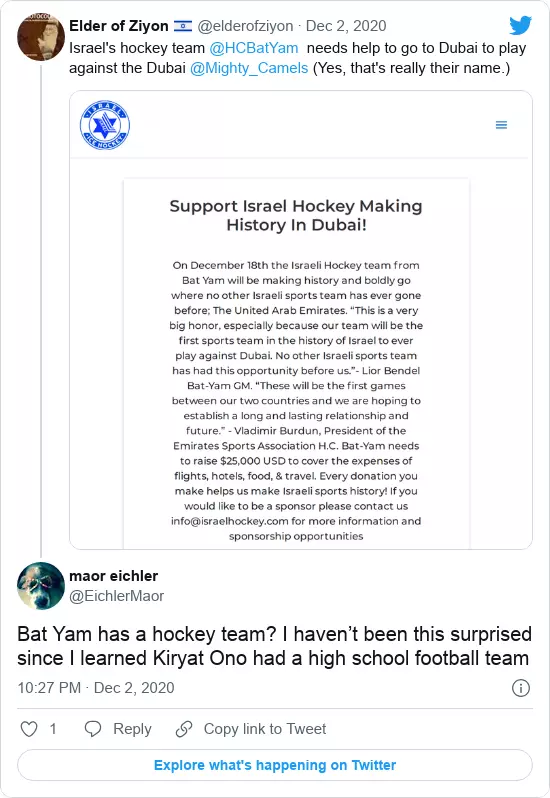 Elder of Ziyon 🇮🇱 @elderofziyon · Dec 2, 2020
Israel's hockey team @HCBatYam needs help to go to Dubai to play
against the Dubai @Mighty_Camels (Yes, that's really their name.)
ISRAEL
ICE HOCKEY
Support Israel Hockey Making
History In Dubai!
On December 18th the Israeli Hockey team from
Bat Yam will be making history and boldly go
where no other Israeli sports team has ever gone
before; The United Arab Emirates. “This is a very
big honor, especially because our team will be the
first sports team in the history of Israel to ever
play against Dubai. No other Israeli sports team
has had this opportunity before us.”- Lior Bendel
Bat-Yam GM. “These will be the first games
between our two countries and we are hoping to
establish a long and lasting relationship and
future.” - Vladimir Burdun, President of the
Emirates Sports Association H.C. Bat-Yam needs
to raise $25,000 USD to cover the expenses of
flights, hotels, food, & travel. Every donation you
make helps us make Israeli sports history! If you
would like to be a sponsor please contact us
info@israelhockey.com for more information and
sponsorship opportunities
maor eichler
@EichlerMaor
Bat Yam has a hockey team? I haven’t been this surprised
since I learned Kiryat Ono had a high school football team
10:27 PM · Dec 2, 2020
1 Reply Copy link to Tweet
Explore what's happening on Twitter